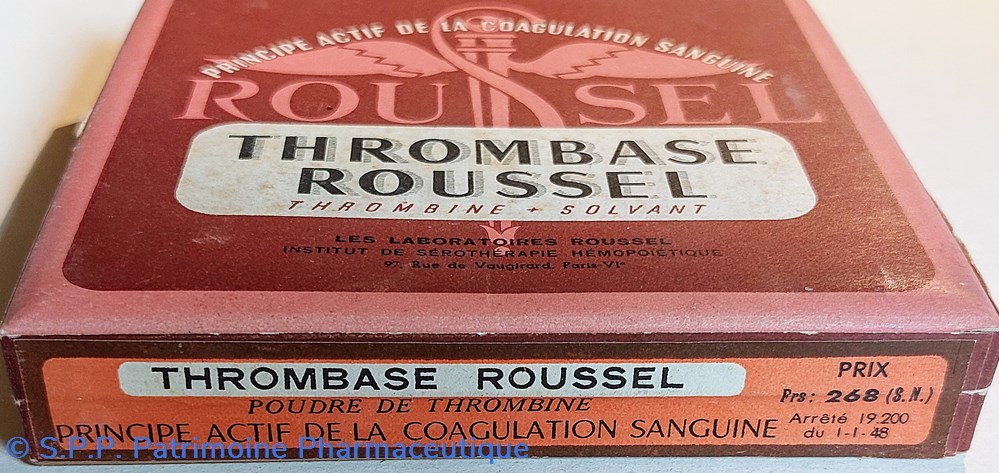 PRINCIPE ACTIF DE LA COAGULATION SANGUINE
ROUSSEL
THROMBASE
ROUSSEL
THROMBINE + SOLVANT
LES LABORATOIRES ROUSSEL
INSTITUT DE SÉROTHÉRAPIE HÉMOPOÏÉTIQUE
97, Rue de Vaugirard, Paris-VIe
THROMBASE ROUSSEL
POUDRE DE THROMBINE
PRINCIPE ACTIF DE LA COAGULATION SANGUINE
PRIX
Frs: 268 (S.N.)
Arrêté 19.200
du 1-1-48
© S.P.P. Patrimoine Pharmaceutique